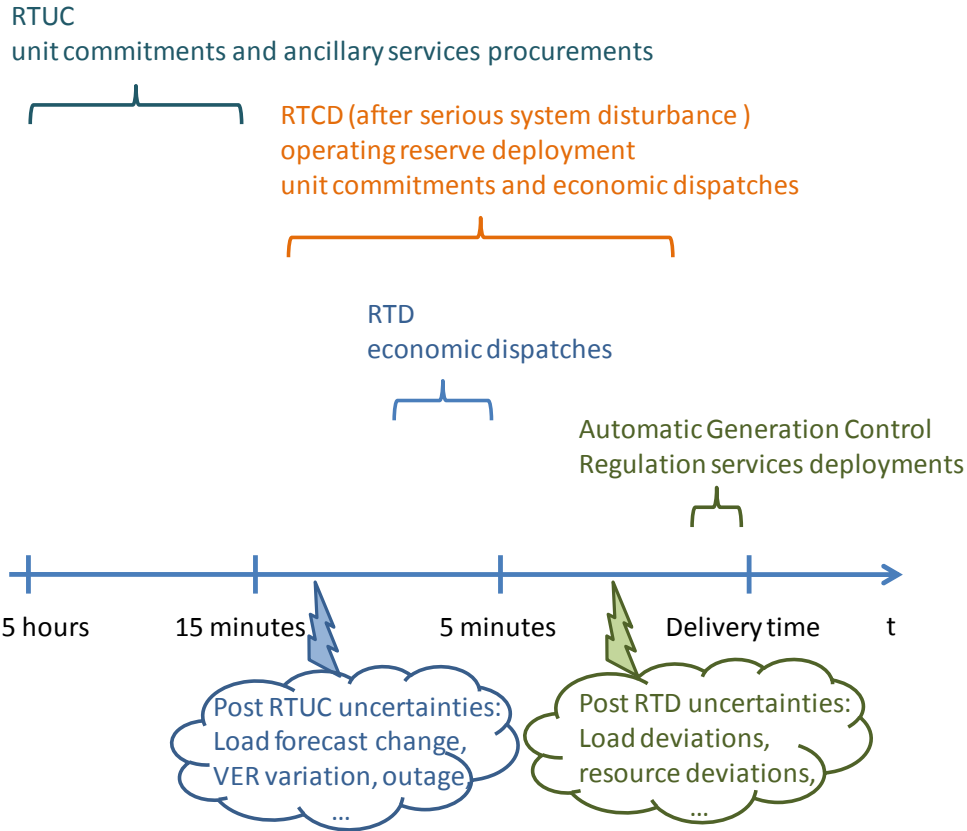 RTUC
unit commitments and ancillary services procurements
RTCD (after serious system disturbance )
operating reserve deployment
unit commitments and economic dispatches
RTD
economic dispatches
Automatic Generation Control
Regulation services deployments
5 hours
15 minutes
5 minutes
Delivery time
t
Post RTUC uncertainties:
Load forecast change,
VER variation, outage,
...
Post RTD uncertainties:
Load deviations,
resource deviations,
...